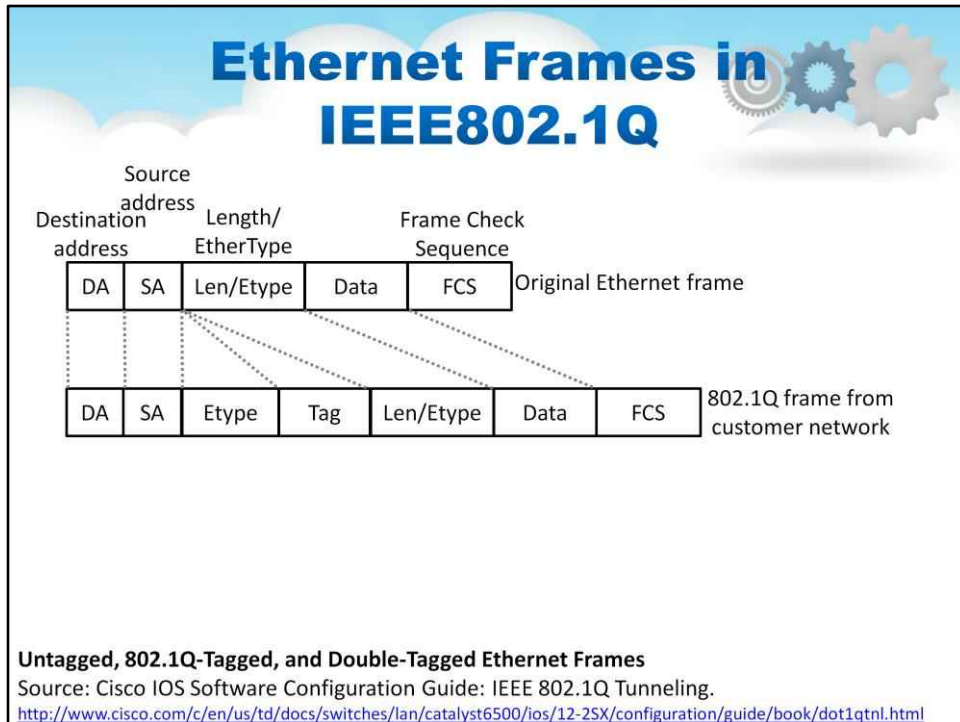 Ethernet Frames in
IEEE802.1Q
Source
address
Destination
address
Length/
EtherType
Frame Check
Sequence
DA SA Len/Etype Data FCS Original Ethernet frame
DA SA Etype Tag Len/Etype Data FCS
802.1Q frame from
customer network
Untagged, 802.1Q-Tagged, and Double-Tagged Ethernet Frames
Source: Cisco IOS Software Configuration Guide: IEEE 802.1Q Tunneling.
http://www.cisco.com/c/en/us/td/docs/switches/lan/catalyst6500/ios/12-2SX/configuration/guide/book/dot1qtnl.html